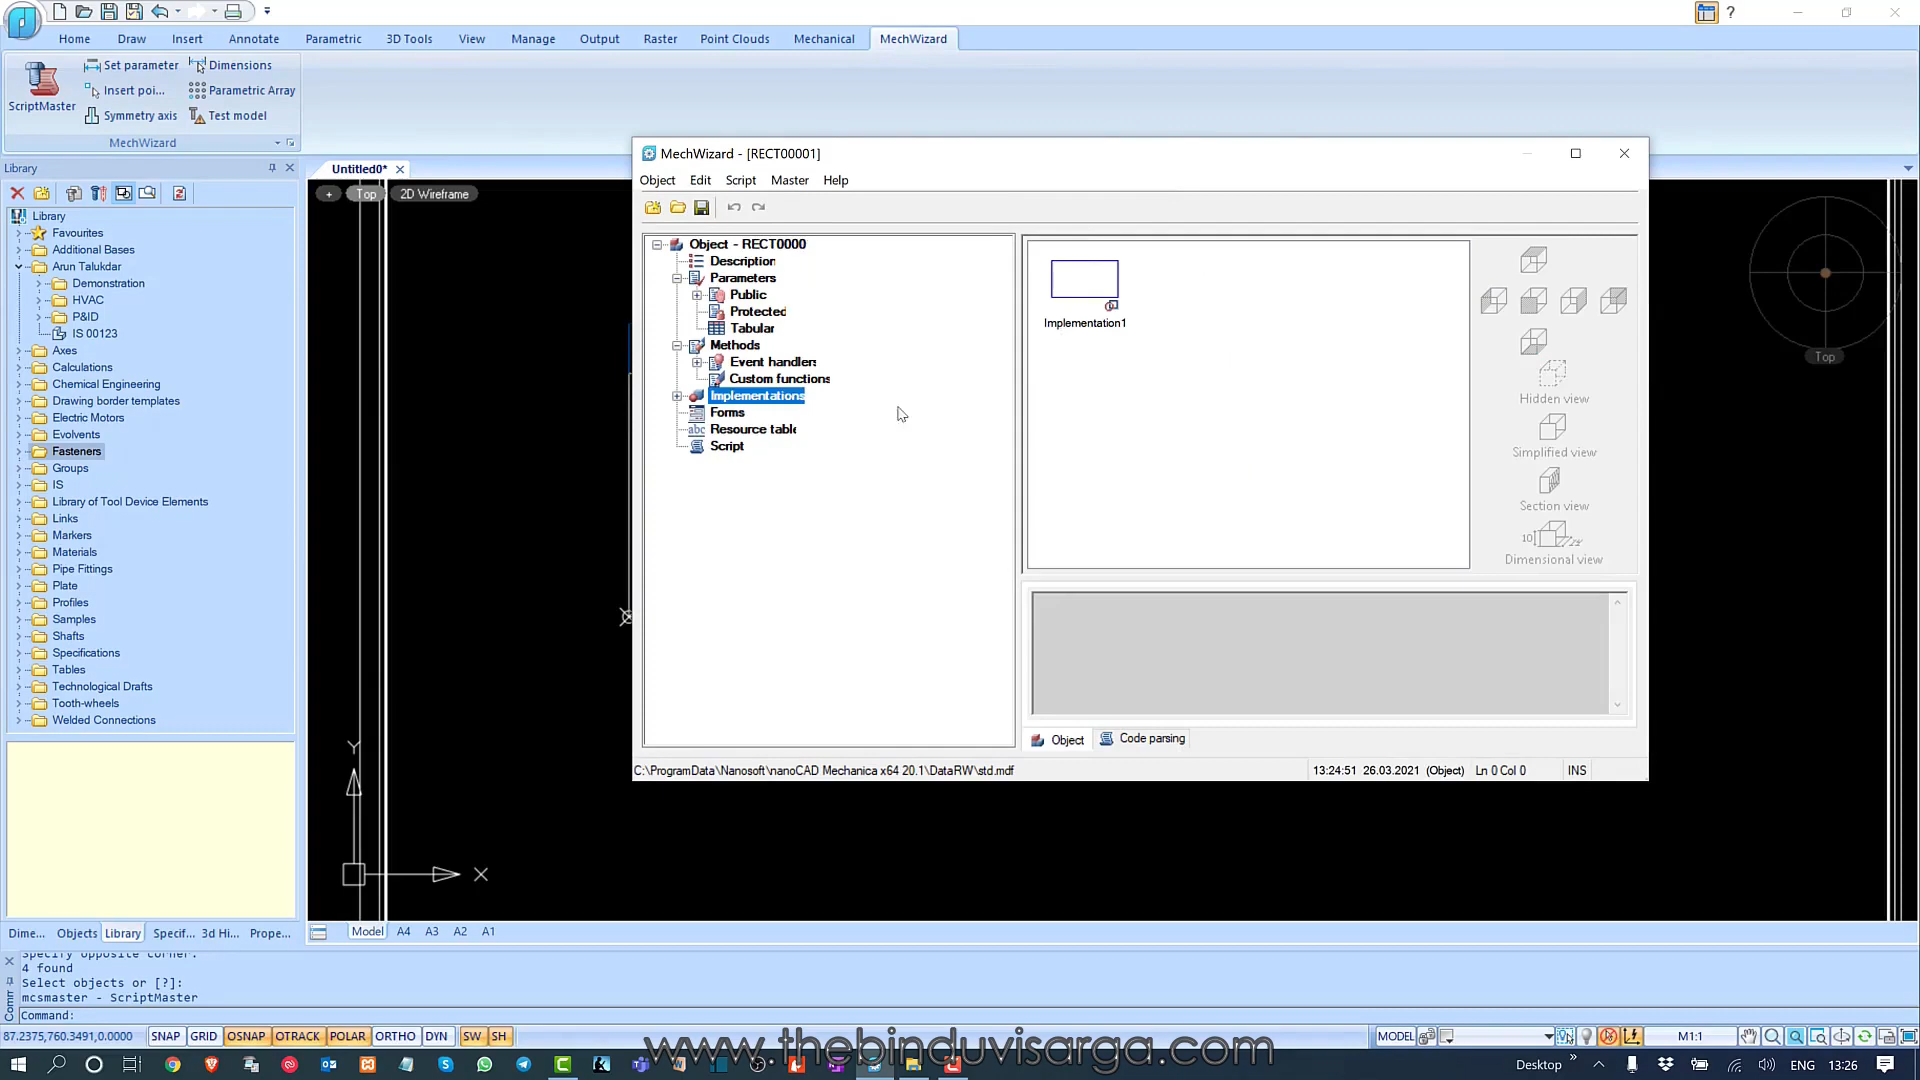 Home Draw Insert Annotate Parametric 3D Tools View Manage Output Raster Point Clouds Mechanical MechWizard
ScriptMaster
Set parameter
Dimensions
Insert poi...
Parametric Array
Symmetry axis
Test model
MechWizard
Library
Untitled0*
+ Top 2D Wireframe
Library
Favourites
Additional Bases
Arun Talukdar
Demonstration
HVAC
P&ID
IS 00123
Axes
Calculations
Chemical Engineering
Drawing border templates
Electric Motors
Evolvents
Fasteners
Groups
IS
Library of Tool Device Elements
Links
Markers
Materials
Pipe Fittings
Plate
Profiles
Samples
Shafts
Specifications
Tables
Technological Drafts
Tooth-wheels
Welded Connections
MechWizard - [RECT00001]
Object Edit Script Master Help
Object - RECT0000
Description
Parameters
Public
Protected
Tabular
Methods
Event handlers
Custom functions
Implementations
Forms
abc Resource table
Script
Implementation1
Hidden view
Simplified view
Section view
10
Dimensional view
Object Code parsing
C:\ProgramData\Nanosoft\nanoCAD Mechanica x64 20.1\DataRW\std.mdf
13:24:51 26.03.2021 (Object) Ln 0 Col 0 INS
Top
Y
X
Dime... Objects Library Specif... 3d Hi... Prope...
Model A4 A3 A2 A1
Specify opposite corner:
4 found
Select objects or [?]:
mcsmaster - ScriptMaster
Command:
87.2375,760.3491,0.0000 SNAP GRID OSNAP OTRACK POLAR ORTHO DYN SW SH
MODEL M1:1
www.thebinduvisarga.com
Desktop ENG 13:26